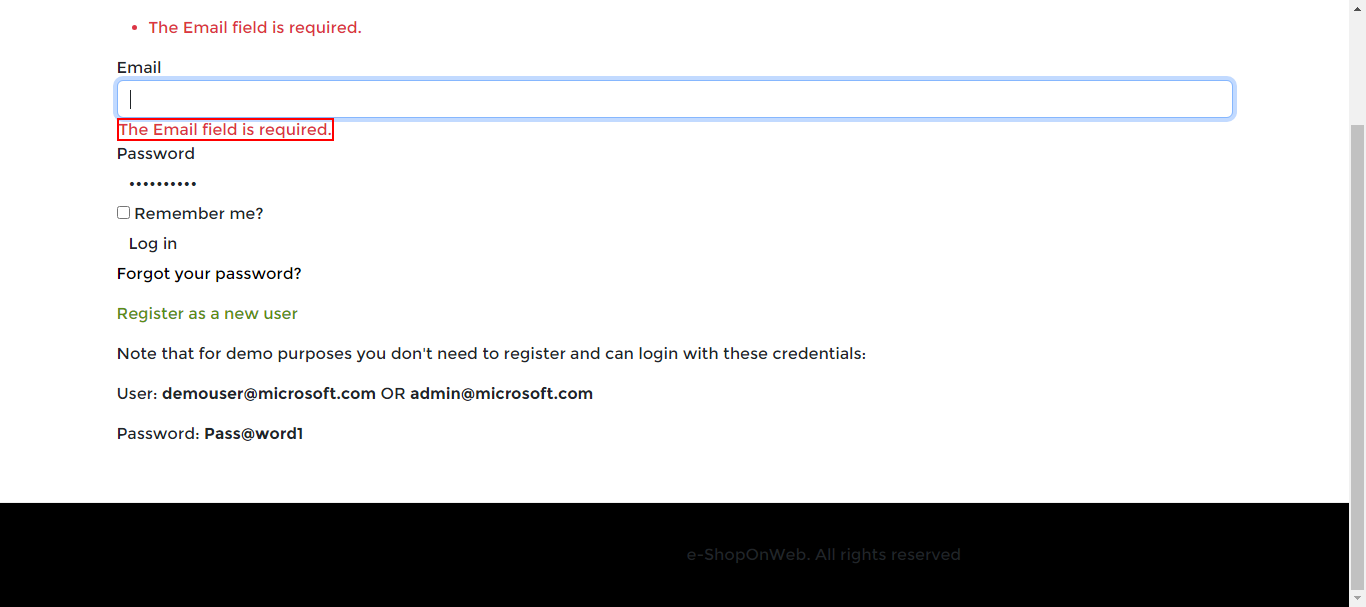 The Email field is required.
Email
The Email field is required.
Password
••••••••••
Remember me?
Log in
Forgot your password?
Register as a new user
Note that for demo purposes you don't need to register and can login with these credentials:
User: demouser@microsoft.com OR admin@microsoft.com
Password: Pass@word1
e-ShopOnWeb. All rights reserved